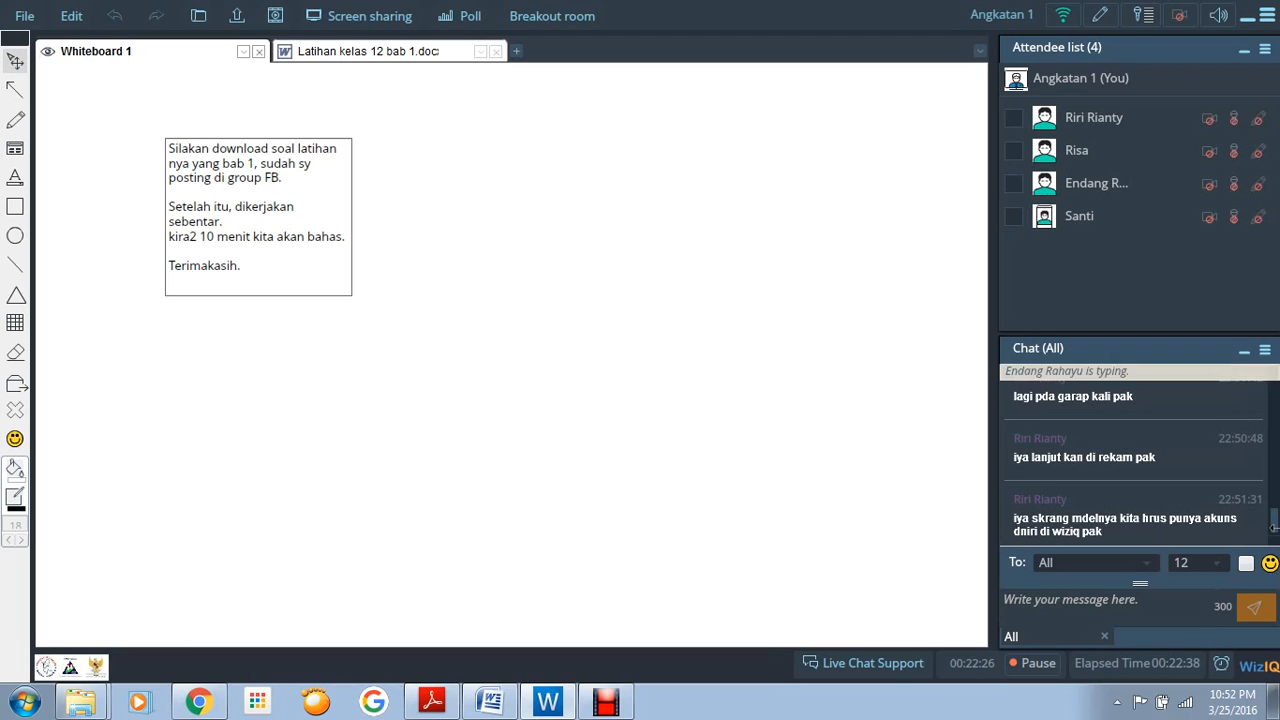 File Edit Screen sharing Poll Breakout room Angkatan 1
Whiteboard 1 Latihan kelas 12 bab 1.doc
Silakan download soal latihan
nya yang bab 1, sudah sy
posting di group FB.
Setelah itu, dikerjakan
sebentar.
kira2 10 menit kita akan bahas.
Terimakasih.
18
Attendee list (4)
Angkatan 1 (You)
Riri Rianty
Risa
Endang R...
Santi
Chat (All)
Endang Rahayu is typing.
lagi pda garap kali pak
Riri Rianty 22:50:48
iya lanjut kan di rekam pak
Riri Rianty 22:51:31
iya skrang mdelnya kita hrus punya akuns
dniri di wiziq pak
To: All 12
Write your message here. 300
All
Live Chat Support 00:22:26 Pause Elapsed Time 00:22:3 WizIQ
10:52 PM
3/25/2016